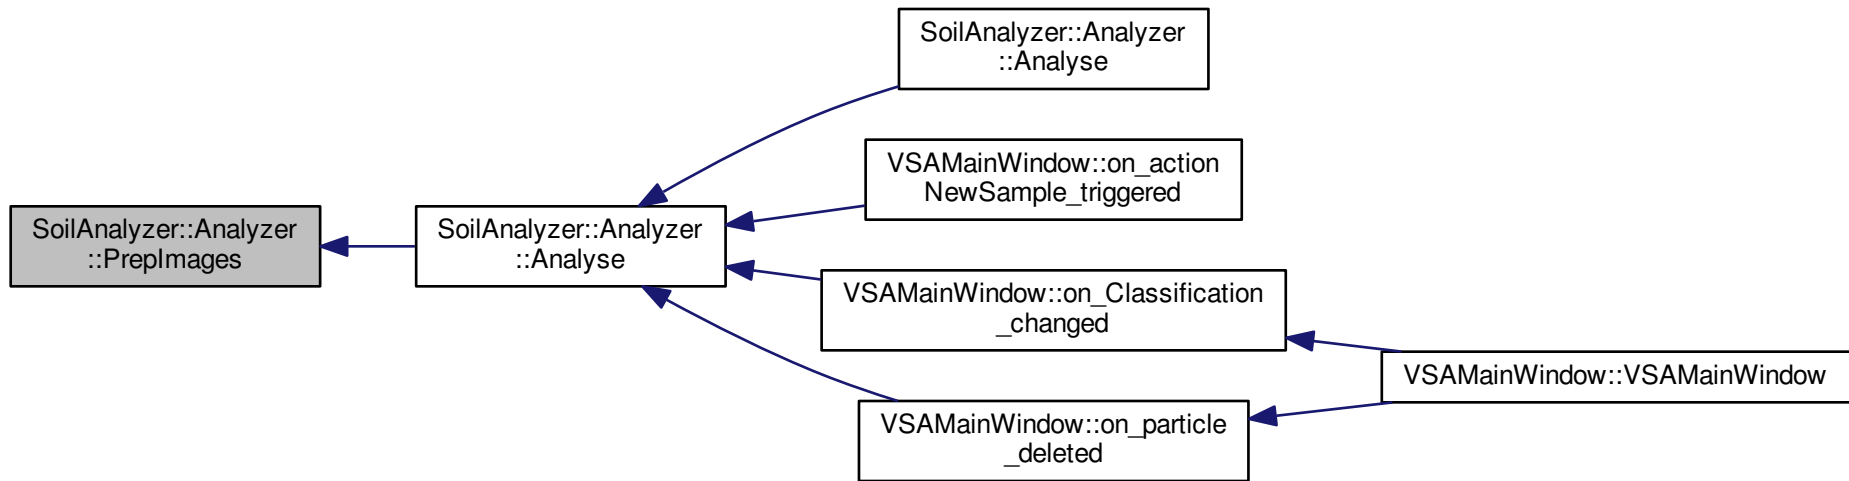 SoilAnalyzer::Analyzer
::PrepImages
SoilAnalyzer::Analyzer
::Analyse
SoilAnalyzer::Analyzer
::Analyse
VSAMainWindow::on_action
NewSample_triggered
VSAMainWindow::on_Classification
_changed
VSAMainWindow::on_particle
_deleted
VSAMainWindow::VSAMainWindow